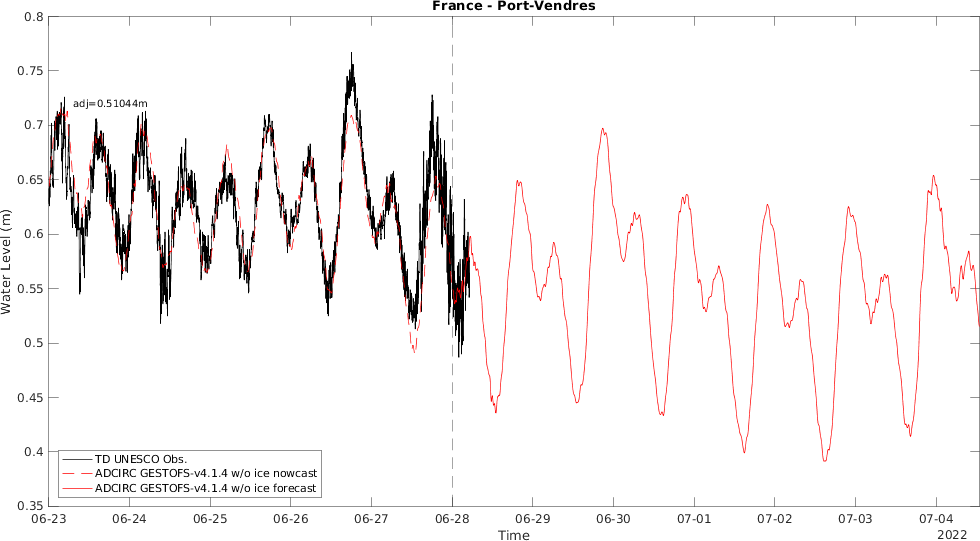 France - Port-Vendres
0.8
0.75
0.7
0.65
0.6
0.55
0.5
0.45
0.4
0.35
Water Level (m)
adj=0.51044m
TD UNESCO Obs.
ADCIRC GESTOFS-v4.1.4 w/o ice nowcast
ADCIRC GESTOFS-v4.1.4 w/o ice forecast
06-23 06-24 06-25 06-26 06-27 06-28 06-29 06-30 07-01 07-02 07-03 07-04
Time
2022